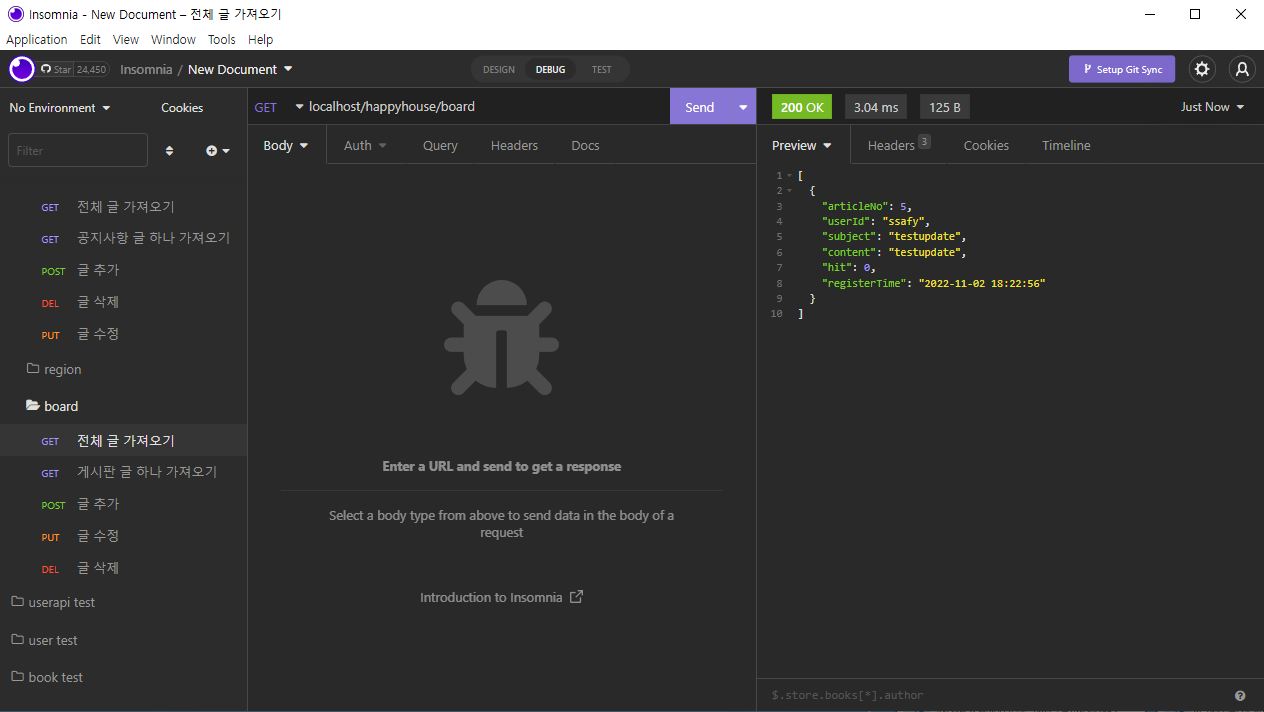 Insomnia - New Document – 전체 글 가져오기
Application Edit View Window Tools Help
Star 24,450 Insomnia / New Document DESIGN DEBUG TEST Setup Git Sync
No Environment Cookies
GET localhost/happyhouse/board Send
200 OK 3.04 ms 125 B Just Now
Filter
GET 전체 글 가져오기
GET 공지사항 글 하나 가져오기
POST 글 추가
DEL 글 삭제
PUT 글 수정
region
board
GET 전체 글 가져오기
GET 게시판 글 하나 가져오기
POST 글 추가
PUT 글 수정
DEL 글 삭제
userapi test
user test
book test
Body Auth Query Headers Docs
Enter a URL and send to get a response
Select a body type from above to send data in the body of a
request
Introduction to Insomnia
Preview Headers 3 Cookies Timeline
1 [
2 {
3 "articleNo": 5,
4 "userId": "ssafy",
5 "subject": "testupdate",
6 "content": "testupdate",
7 "hit": 0,
8 "registerTime": "2022-11-02 18:22:56"
9 }
10 ]
$.store.books[*].author